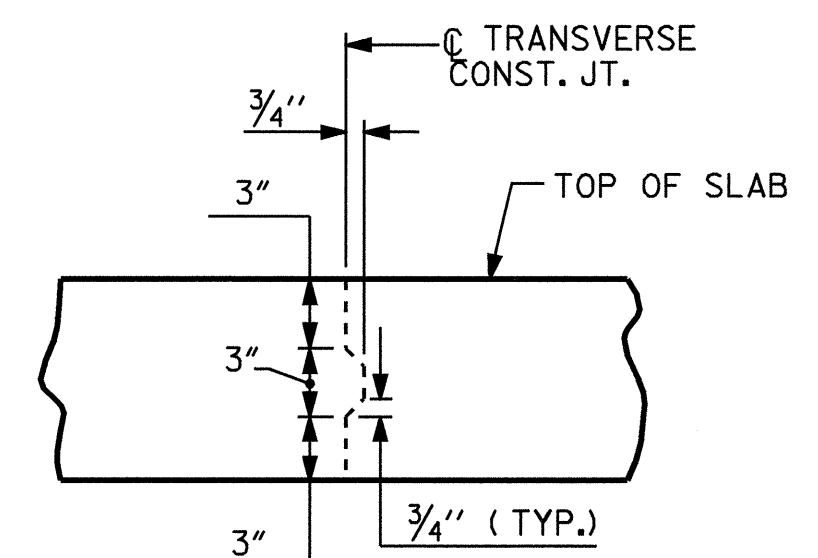 ℄ TRANSVERSE
CONST. JT.
3/4"
3"
TOP OF SLAB
3"
3/4" (TYP.)
3"